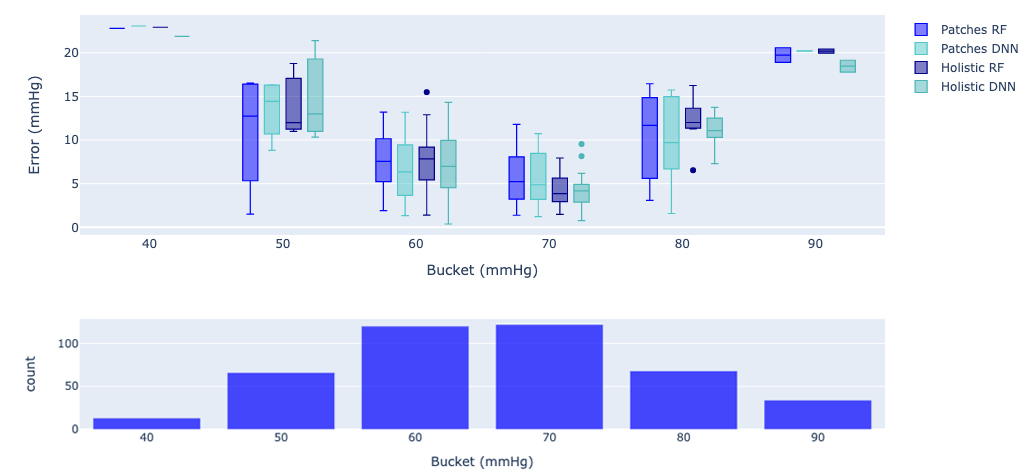 20
15
10
5
0
Error (mmHg)
40 50 60 70 80 90
Bucket (mmHg)
Patches RF
Patches DNN
Holistic RF
Holistic DNN
100
50
0
count
40 50 60 70 80 90
Bucket (mmHg)